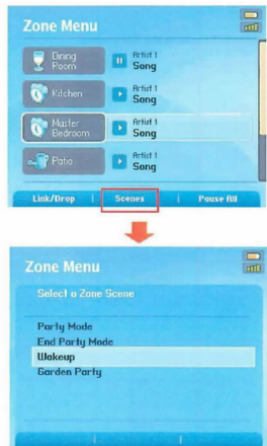 Zone Menu
Dining Room
Artist 1
Song
Kitchen
Artist 1
Song
Master Bedroom
Artist 1
Song
Patio
Artist 1
Song
Link/Drop | Scenes | Pause All
Zone Menu
Select a Zone Scene
Party Mode
End Party Mode
Wakeup
Garden Party